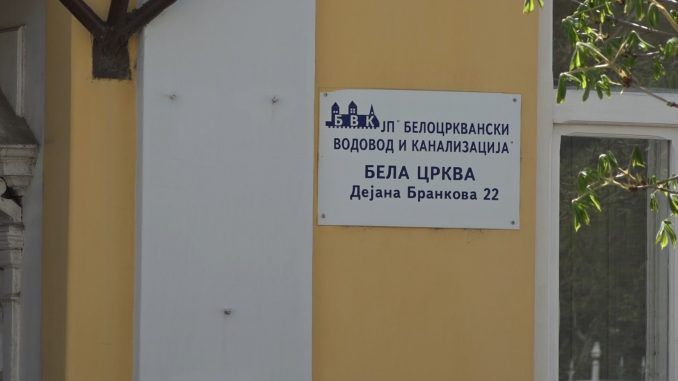 БВК ЈП "БЕЛОЦРКВАНСКИ
ВОДОВОД И КАНАЛИЗАЦИЈА"
БЕЛА ЦРКВА
Дејана Бранкова 22